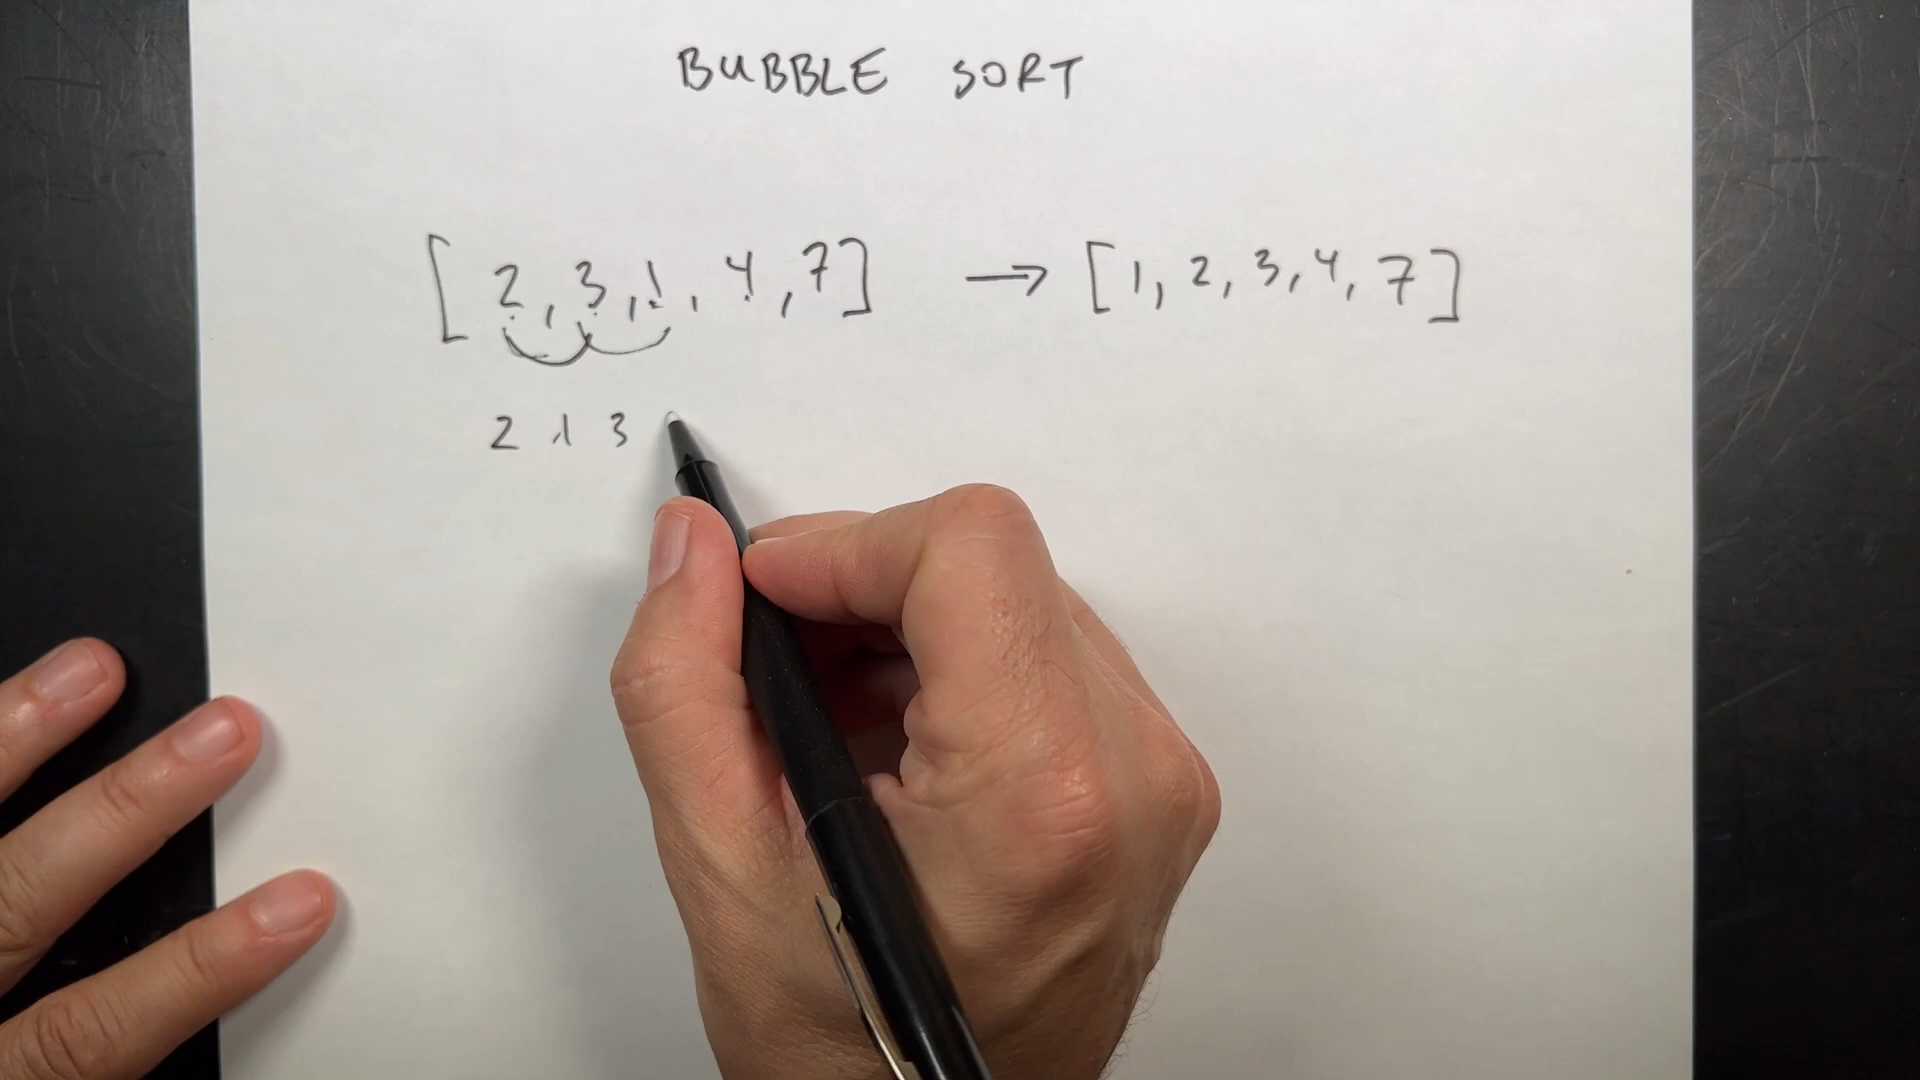 BUBBLE SORT
[2, 3, 1, 4, 7] → [1, 2, 3, 4, 7]
2 1 3